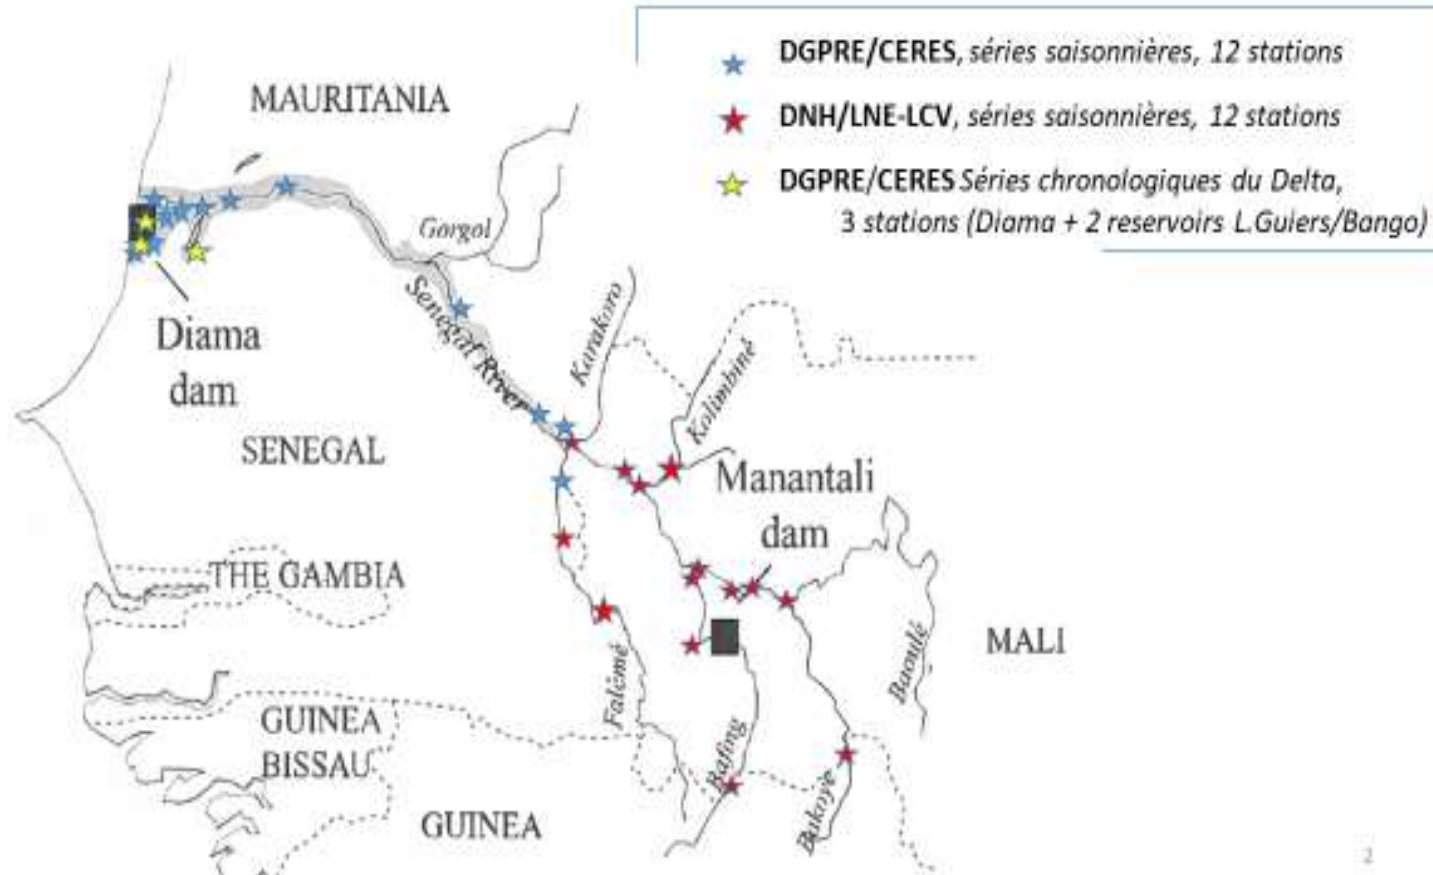 DGPRE/CERES, séries saisonnières, 12 stations
DNH/LNE-LCV, séries saisonnières, 12 stations
DGPRE/CERES Séries chronologiques du Delta,
3 stations (Diama + 2 reservoirs L.Guiers/Bango)
MAURITANIA
Gorgol
Senegal River
Karakoro
Kolimbiné
Diama
dam
SENEGAL
Manantali
dam
THE GAMBIA
MALI
Baoulé
Falémé
GUINEA
BISSAU
Bafing
Bakoye
GUINEA
2